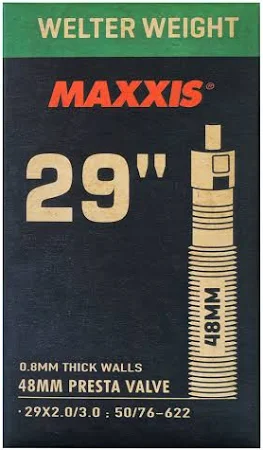 WELTER WEIGHT
MAXXIS®
29"
48MM
0.8MM THICK WALLS
48MM PRESTA VALVE
· 29X2.0/3.0 : 50/76-622